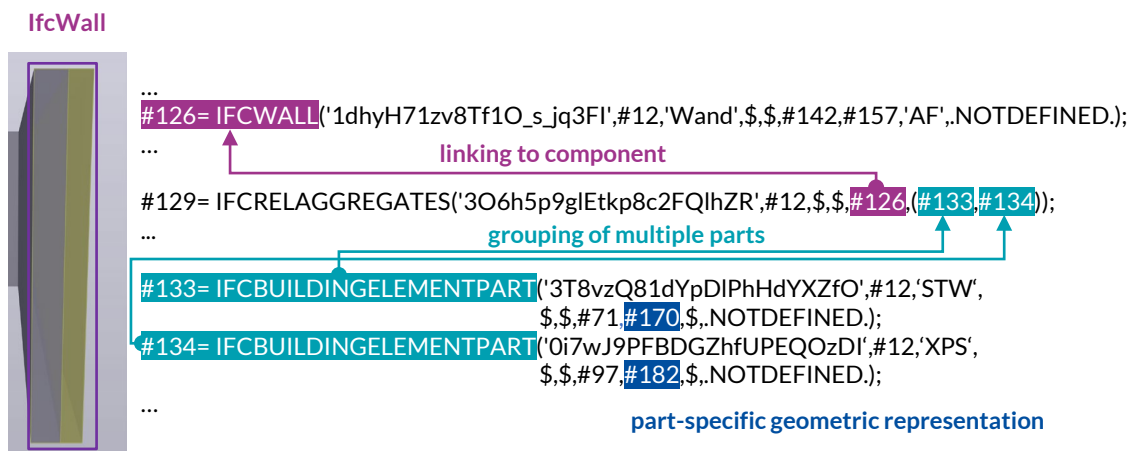 IfcWall
...
#126= IFCWALL('1dhyH71zv8Tf1O_s_jq3FI',#12,'Wand',$,$,#142,#157,'AF',.NOTDEFINED.);
...
linking to component
#129= IFCRELAGGREGATES('3O6h5p9glEtkp8c2FQlhZR',#12,$,$,#126,(#133,#134));
...
grouping of multiple parts
#133= IFCBUILDINGELEMENTPART('3T8vzQ81dYpDlPhHdYXZfO',#12,‘STW‘,
$,$,#71,#170,$,.NOTDEFINED.);
#134= IFCBUILDINGELEMENTPART('0i7wJ9PFBDGZhfUPEQOzDI‘,#12,‘XPS‘,
$,$,#97,#182,$,.NOTDEFINED.);
...
part-specific geometric representation